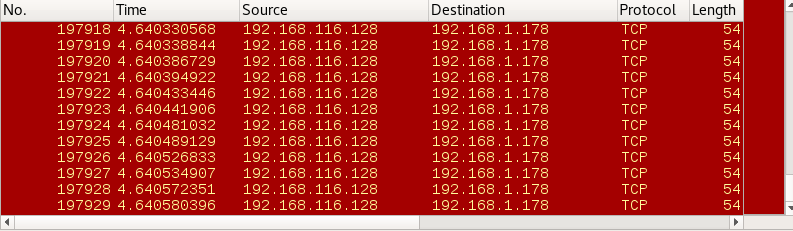 No. Time Source Destination Protocol Length
197918 4.640330568 192.168.116.128 192.168.1.178 TCP 54
197919 4.640338844 192.168.116.128 192.168.1.178 TCP 54
197920 4.640386729 192.168.116.128 192.168.1.178 TCP 54
197921 4.640394922 192.168.116.128 192.168.1.178 TCP 54
197922 4.640433446 192.168.116.128 192.168.1.178 TCP 54
197923 4.640441906 192.168.116.128 192.168.1.178 TCP 54
197924 4.640481032 192.168.116.128 192.168.1.178 TCP 54
197925 4.640489129 192.168.116.128 192.168.1.178 TCP 54
197926 4.640526833 192.168.116.128 192.168.1.178 TCP 54
197927 4.640534907 192.168.116.128 192.168.1.178 TCP 54
197928 4.640572351 192.168.116.128 192.168.1.178 TCP 54
197929 4.640580396 192.168.116.128 192.168.1.178 TCP 54